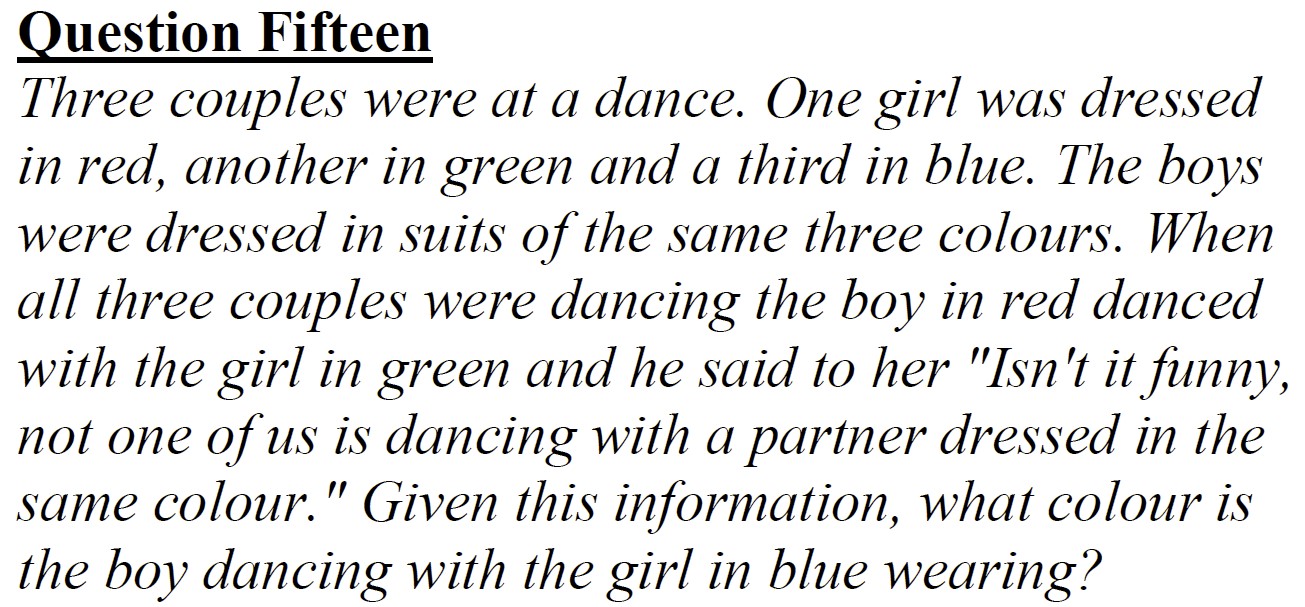 Question Fifteen
Three couples were at a dance. One girl was dressed
in red, another in green and a third in blue. The boys
were dressed in suits of the same three colours. When
all three couples were dancing the boy in red danced
with the girl in green and he said to her "Isn't it funny,
not one of us is dancing with a partner dressed in the
same colour." Given this information, what colour is
the boy dancing with the girl in blue wearing?